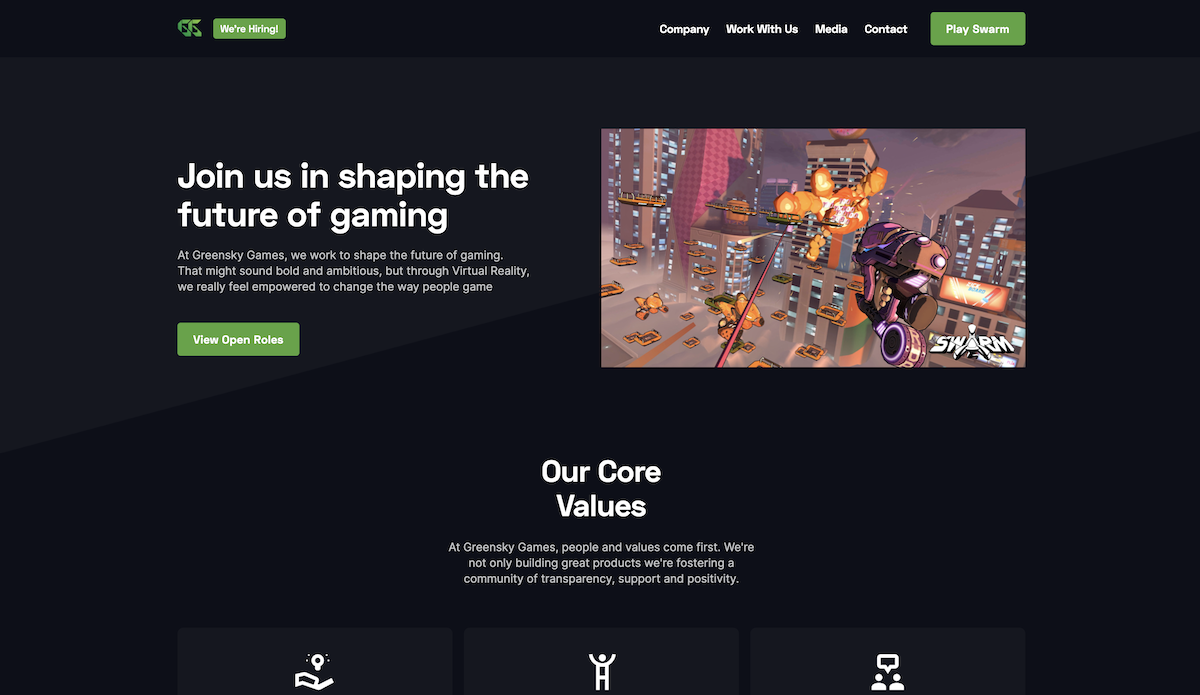 We're Hiring!
Company
Work With Us
Media
Contact
Play Swarm
Join us in shaping the
future of gaming
At Greensky Games, we work to shape the future of gaming.
That might sound bold and ambitious, but through Virtual Reality,
we really feel empowered to change the way people game
View Open Roles
SWARM
Our Core
Values
At Greensky Games, people and values come first. We're
not only building great products we're fostering a
community of transparency, support and positivity.